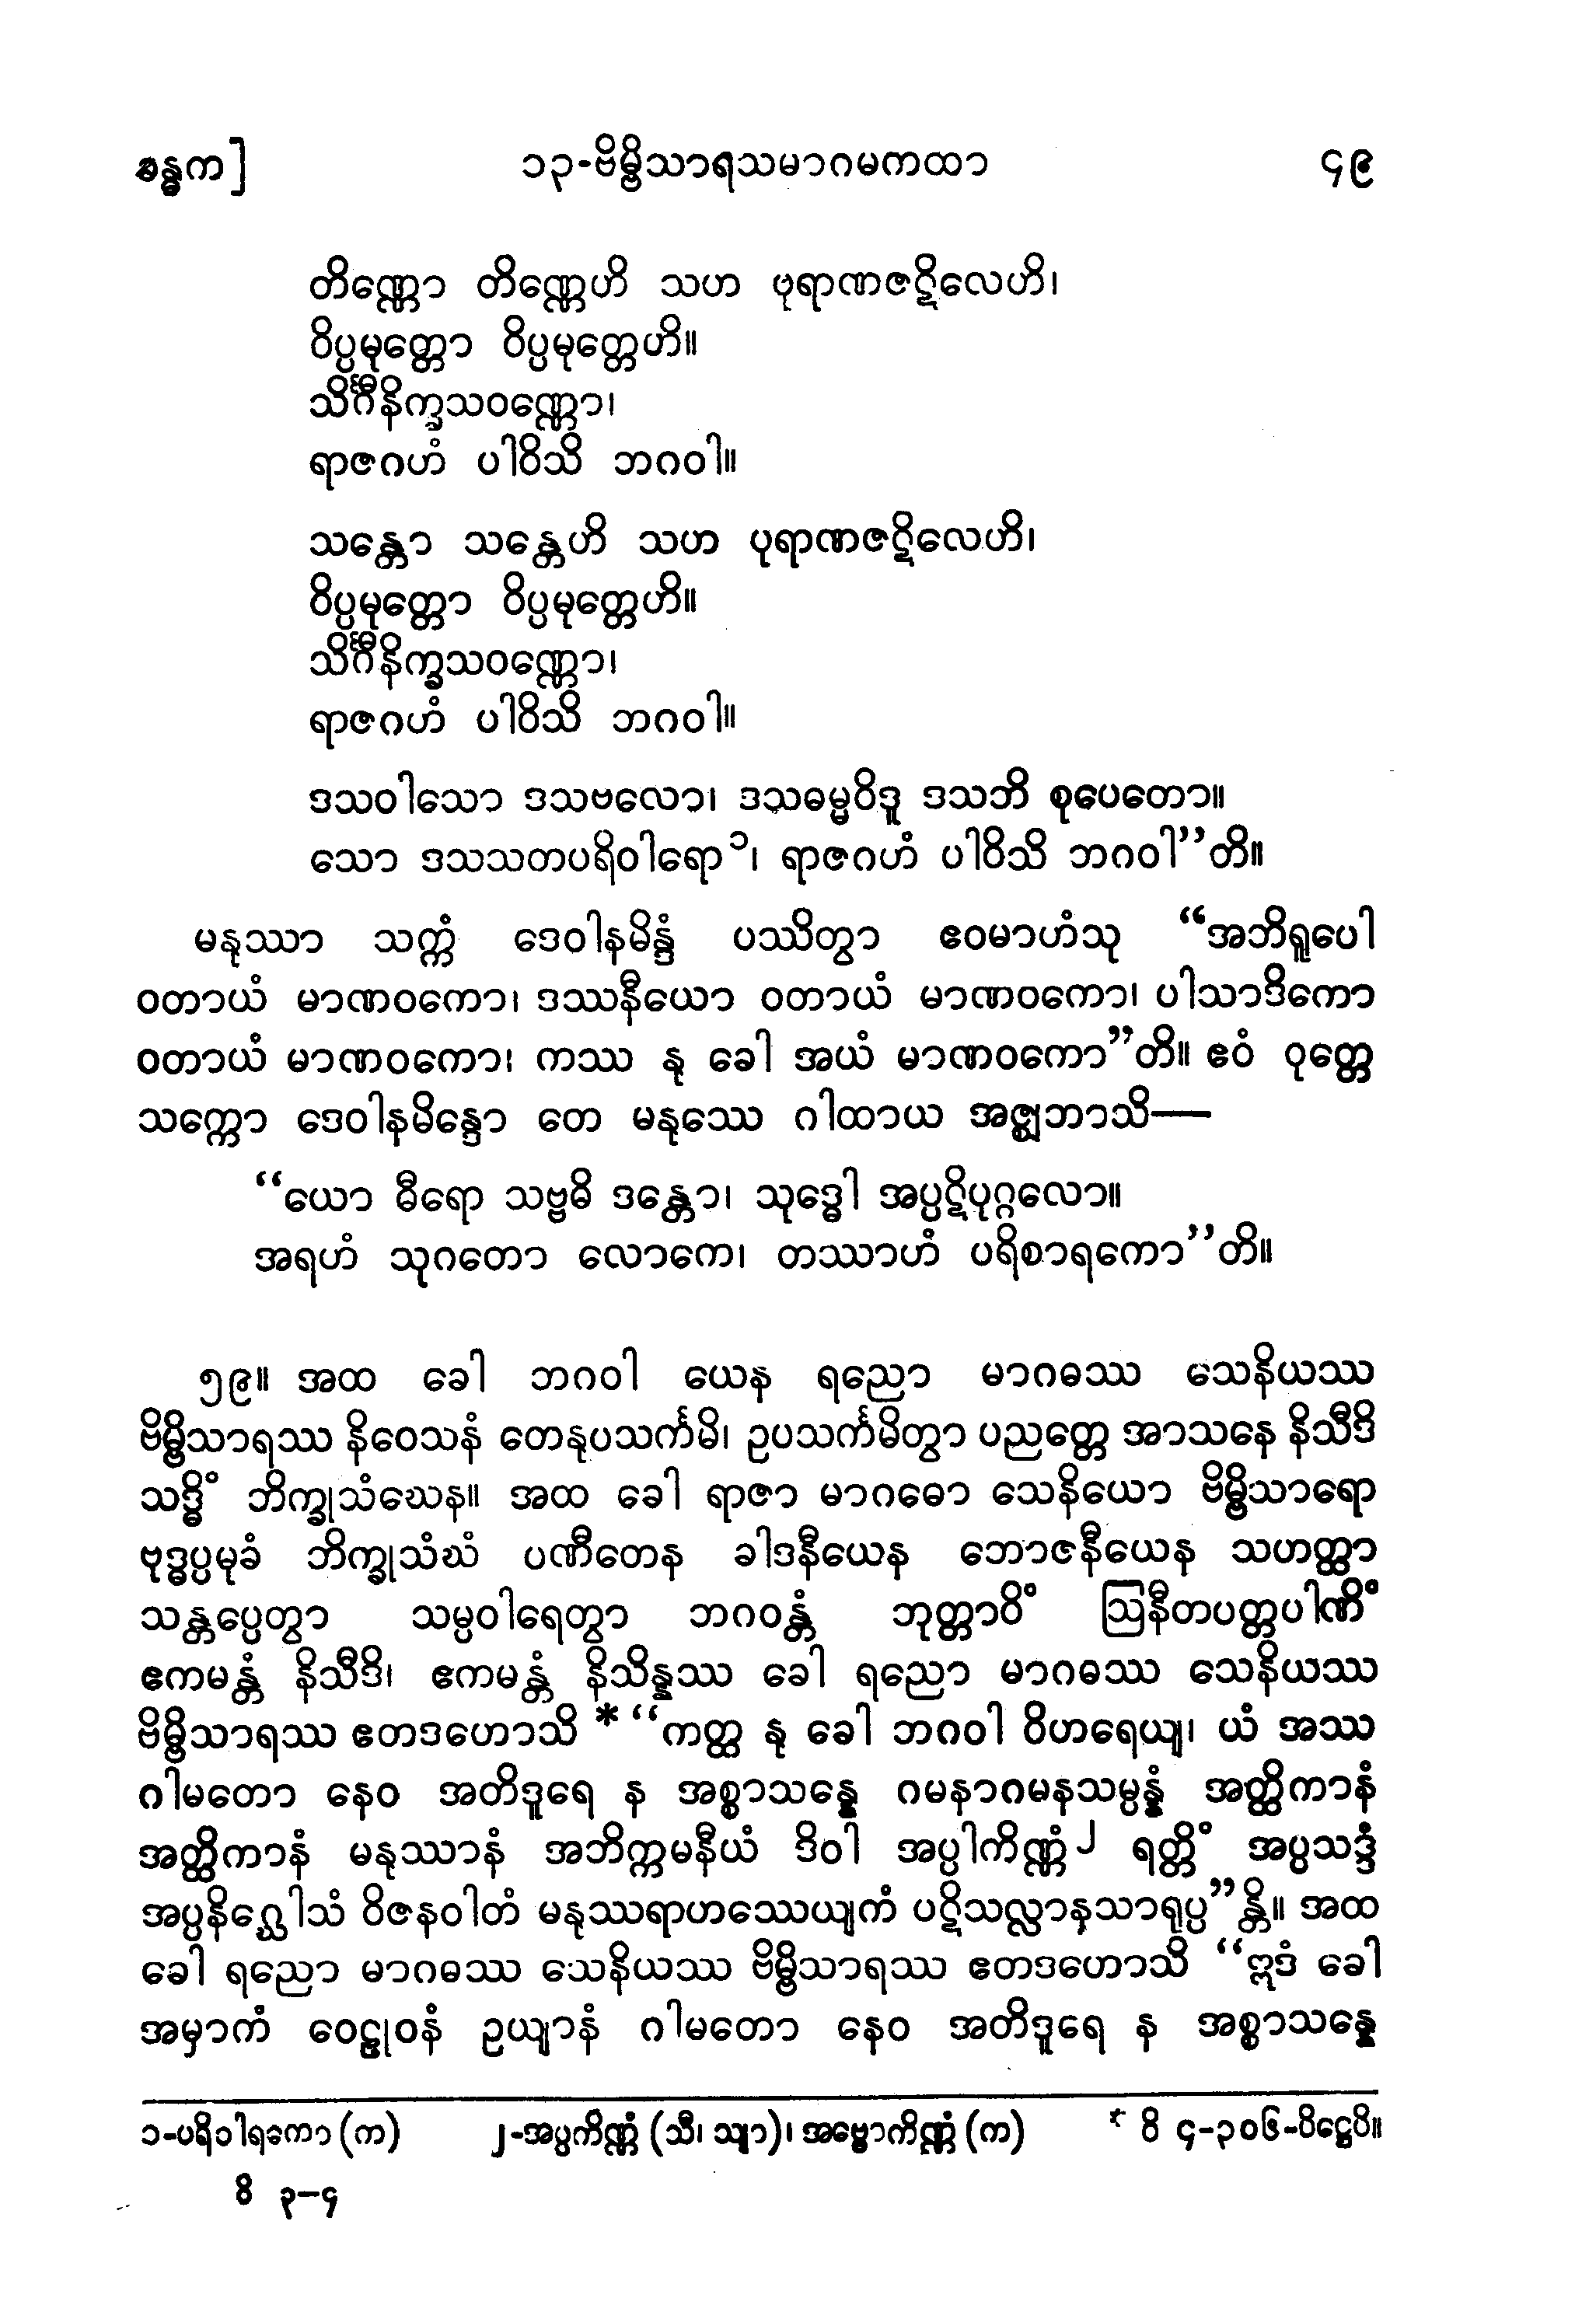 ခန္ဓက]
၁၃-ဗိမ္ဗိသာရသမာဂမကထာ
၄၉
တိဏ္ဏော တိဏ္ဏေဟိ သဟ ပုရာဏဇဋိလေဟိ၊
ဝိပ္ပမုတ္တော ဝိပ္ပမုတ္တေဟိ။
သိင်္ဂီနိက္ခသဝဏ္ဏော၊
ရာဇဂဟံ ပါဝိသိ ဘဂဝါ။
သန္တော သန္တေဟိ သဟ ပုရာဏဇဋိလေဟိ၊
ဝိပ္ပမုတ္တော ဝိပ္ပမုတ္တေဟိ။
သိင်္ဂီနိက္ခသဝဏ္ဏော၊
ရာဇဂဟံ ပါဝိသိ ဘဂဝါ။
ဒသဝါသော ဒသဗလော၊ ဒသဓမ္မဝိဒူ ဒသဘိ စုပေတော။
သော ဒသသတပရိဝါရော၁၊ ရာဇဂဟံ ပါဝိသိ ဘဂဝါ”တိ။
မနုဿာ သက္ကံ ဒေဝါနမိန္ဒံ ပဿိတွာ ဧဝမာဟံသု “အဘိရူပေါ
ဝတာယံ မာဏဝကော၊ ဒဿနီယော ဝတာယံ မာဏဝကော၊ ပါသာဒိကော
ဝတာယံ မာဏဝကော၊ ကဿ နု ခေါ အယံ မာဏဝကော”တိ။ ဧဝံ ဝုတ္တေ
သက္ကော ဒေဝါနမိန္ဒော တေ မနုဿေ ဂါထာယ အဇ္ဈဘာသိ—
“ယော ဓီရော သဗ္ဗဓိ ဒန္တော၊ သုဒ္ဓေါ အပ္ပဋိပုဂ္ဂလော။
အရဟံ သုဂတော လောကေ၊ တဿာဟံ ပရိစာရကော”တိ။
၅၉။ အထ ခေါ ဘဂဝါ ယေန ရညော မာဂဓဿ သေနိယဿ
ဗိမ္ဗိသာရဿ နိဝေသနံ တေနုပသင်္ကမိ၊ ဥပသင်္ကမိတွာ ပညတ္တေ အာသနေ နိသီဒိ
သဒ္ဓိံ ဘိက္ခုသံဃေန။ အထ ခေါ ရာဇာ မာဂဓော သေနိယော ဗိမ္ဗိသာရော
ဗုဒ္ဓပ္ပမုခံ ဘိက္ခုသံဃံ ပဏီတေန ခါဒနီယေန ဘောဇနီယေန သဟတ္ထာ
သန္တပ္ပေတွာ သမ္ပဝါရေတွာ ဘဂဝန္တံ ဘုတ္တာဝိံ ဩနီတပတ္တပါဏိံ
ဧကမန္တံ နိသီဒိ၊ ဧကမန္တံ နိသိန္နဿ ခေါ ရညော မာဂဓဿ သေနိယဿ
ဗိမ္ဗိသာရဿ ဧတဒဟောသိ * “ကတ္ထ နု ခေါ ဘဂဝါ ဝိဟရေယျ၊ ယံ အဿ
ဂါမတော နေဝ အတိဒူရေ န အစ္စာသန္နေ ဂမနာဂမနသမ္ပန္နံ အတ္ထိကာနံ
အတ္ထိကာနံ မနုဿာနံ အဘိက္ကမနီယံ ဒိဝါ အပ္ပါကိဏ္ဏံ၂ ရတ္တိံ အပ္ပသဒ္ဒံ
အပ္ပနိဂ္ဃေါသံ ဝိဇနဝါတံ မနုဿရာဟဿေယျကံ ပဋိသလ္လာနသာရုပ္ပ”န္တိ။ အထ
ခေါ ရညော မာဂဓဿ သေနိယဿ ဗိမ္ဗိသာရဿ ဧတဒဟောသိ “ဣဒံ ခေါ
အမှာကံ ဝေဠုဝနံ ဥယျာနံ ဂါမတော နေဝ အတိဒူရေ န အစ္စာသန္နေ
၁-ပရိဝါရကော (က) ၂-အပ္ပကိဏ္ဏံ (သီ၊ သျာ)၊ အဗ္ဗောကိဏ္ဏံ (က) * ဝိ ၄-၃၀၆-ပိဋ္ဌေပိ။
ဝိ ၃–၄